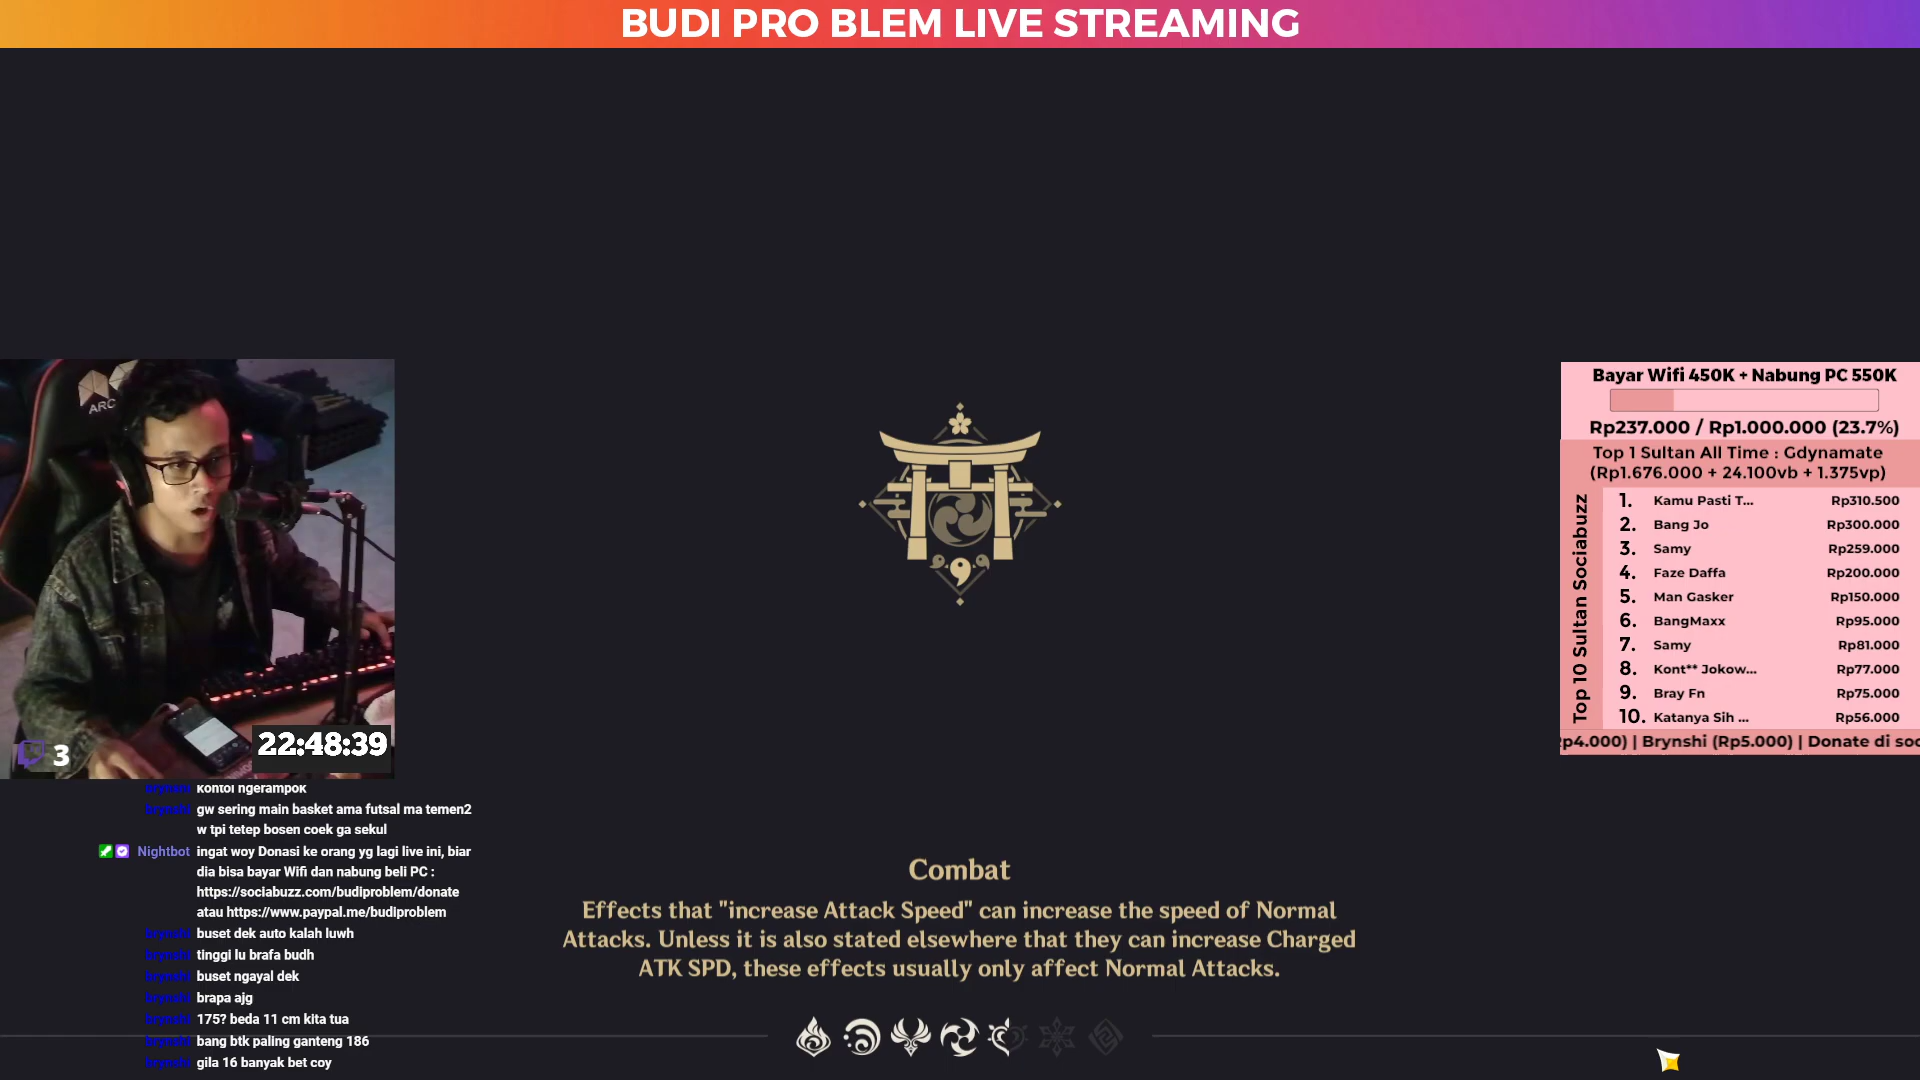 BUDI PRO BLEM LIVE STREAMING
ARC
22:48:39
3
kontol ngerampok
brynshi gw sering main basket ama futsal ma temen2
w tpi tetep bosen coek ga sekul
Nightbot ingat woy Donasi ke orang yg lagi live ini, biar
dia bisa bayar Wifi dan nabung beli PC :
https://sociabuzz.com/budiproblem/donate
atau https://www.paypal.me/budiproblem
brynshi buset dek auto kalah luwh
brynshi tinggi lu brafa budh
brynshi buset ngayal dek
brynshi brapa ajg
brynshi 175? beda 11 cm kita tua
brynshi bang btk paling ganteng 186
brynshi gila 16 banyak bet coy
Combat
Effects that "increase Attack Speed" can increase the speed of Normal
Attacks. Unless it is also stated elsewhere that they can increase Charged
ATK SPD, these effects usually only affect Normal Attacks.
Bayar Wifi 450K + Nabung PC 550K
Rp237.000 / Rp1.000.000 (23.7%)
Top 1 Sultan All Time : Gdynamate
(Rp1.676.000 + 24.100vb + 1.375vp)
Top 10 Sultan Sociabuzz
1. Kamu Pasti T... Rp310.500
2. Bang Jo Rp300.000
3. Samy Rp259.000
4. Faze Daffa Rp200.000
5. Man Gasker Rp150.000
6. BangMaxx Rp95.000
7. Samy Rp81.000
8. Kont** Jokow... Rp77.000
9. Bray Fn Rp75.000
10. Katanya Sih ... Rp56.000
p4.000) | Brynshi (Rp5.000) | Donate di soc